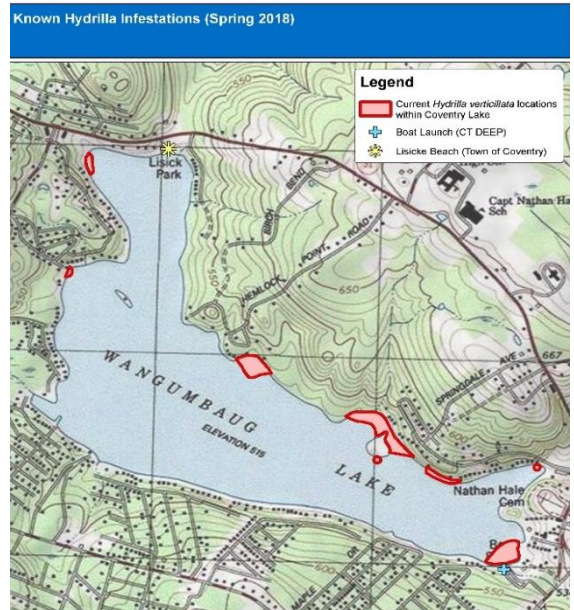 Known Hydrilla Infestations (Spring 2018)
Legend
Current Hydrilla verticillata locations
within Coventry Lake
Boat Launch (CT DEEP)
Lisicke Beach (Town of Coventry)
550
550
Lisick
Park
BIRCH BEND
Capt Nathan Ha
Sch
HEMLOCK POINT ROAD
650
550
667
SPRINGDALE AVE
600
WANGUMBAUG
ELEVATION 515
LAKE
Nathan Hale
Cem